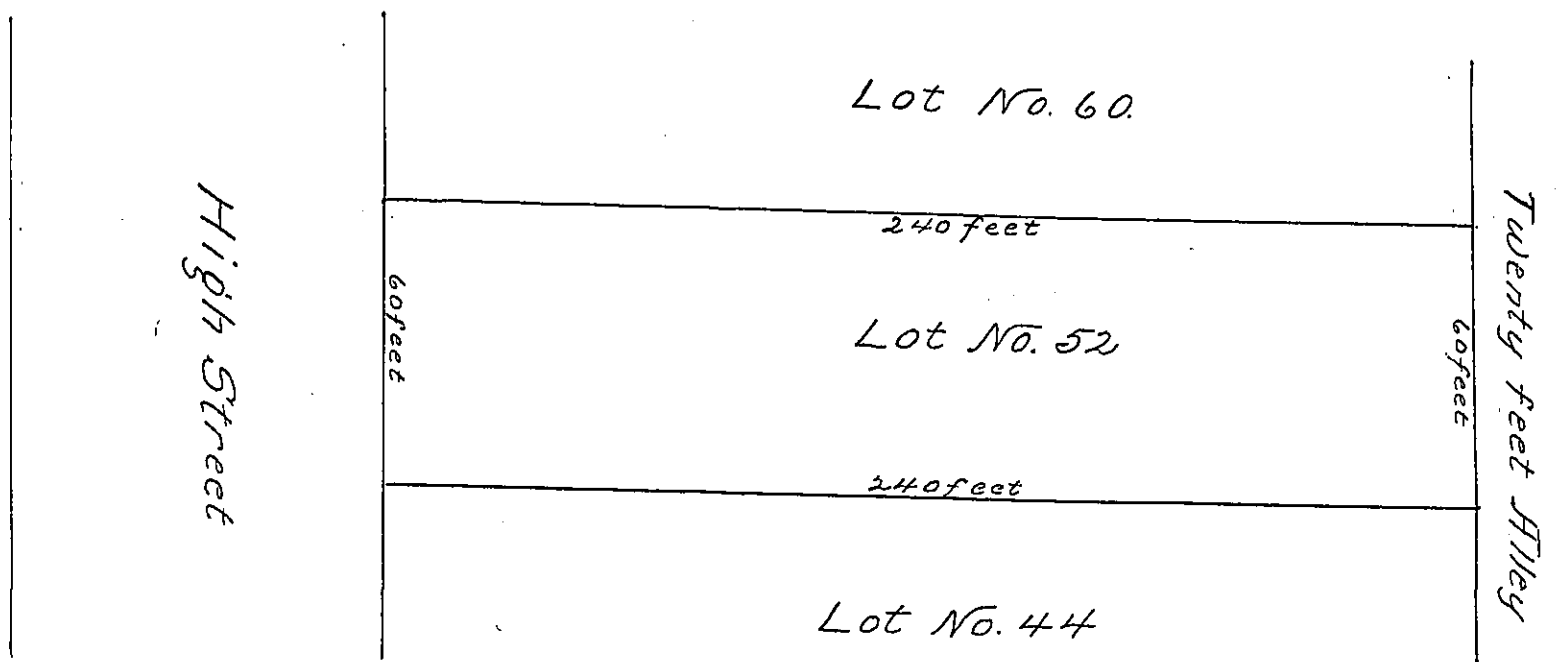 Lot No. 60.
High Street
240 feet
60 feet
Lot No. 52
60 feet
Twenty feet Alley
240 feet
Lot No. 44